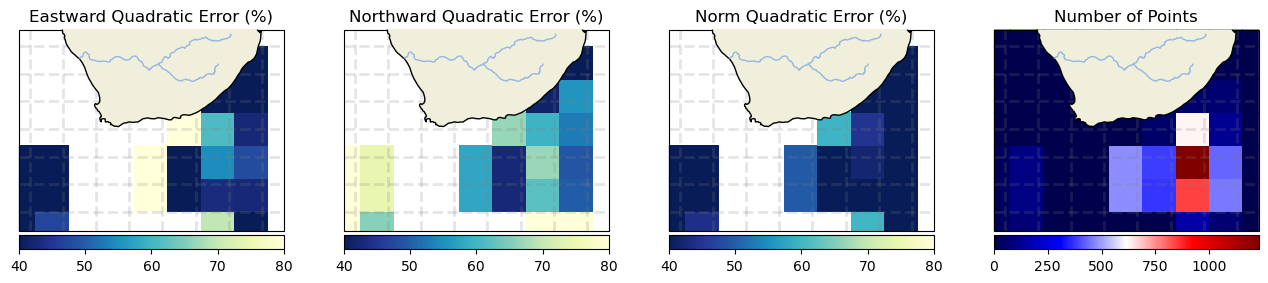 Eastward Quadratic Error (%) Northward Quadratic Error (%) Norm Quadratic Error (%) Number of Points
40 50 60 70 80 40 50 60 70 80 40 50 60 70 80 0 250 500 750 1000